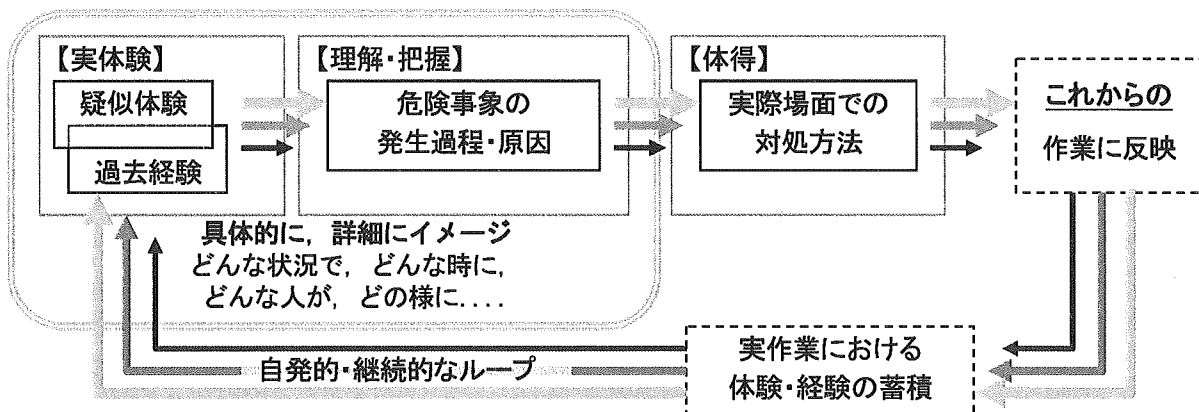 【実体験】
疑似体験
過去経験
【理解・把握】
危険事象の
発生過程・原因
【体得】
実際場面での
対処方法
これからの
作業に反映
具体的に，詳細にイメージ
どんな状況で，どんな時に，
どんな人が，どの様に....
自発的・継続的なループ
実作業における
体験・経験の蓄積